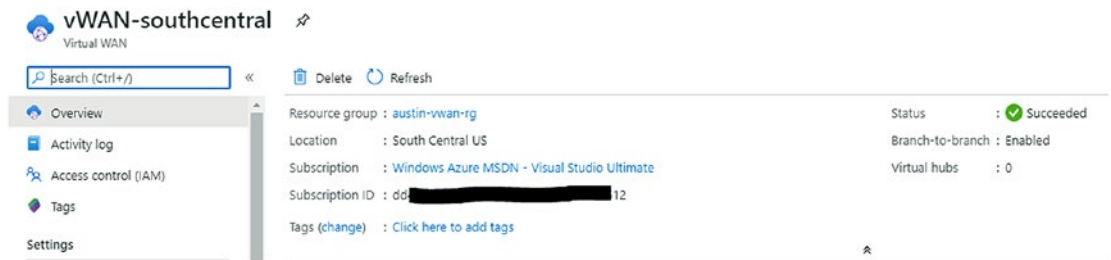 vWAN-southcentral
Virtual WAN
Search (Ctrl+/)
«
Delete Refresh
Overview
Activity log
Access control (IAM)
Tags
Settings
Resource group : austin-vwan-rg
Location : South Central US
Subscription : Windows Azure MSDN - Visual Studio Ultimate
Subscription ID : dd 12
Tags (change) : Click here to add tags
Status : Succeeded
Branch-to-branch : Enabled
Virtual hubs : 0